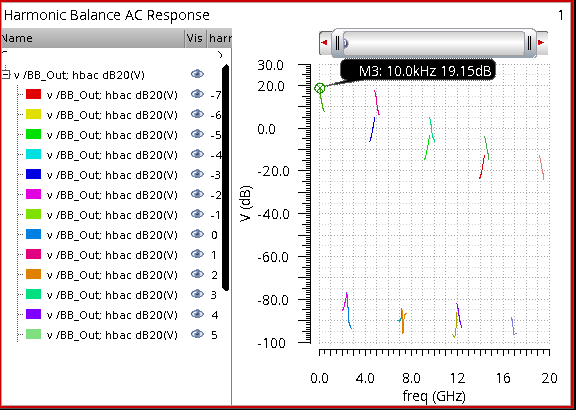 Harmonic Balance AC Response 1
Name Vis harr
v /BB_Out; hbac dB20(V)
v /BB_Out; hbac dB20(V) -7
v /BB_Out; hbac dB20(V) -6
v /BB_Out; hbac dB20(V) -5
v /BB_Out; hbac dB20(V) -4
v /BB_Out; hbac dB20(V) -3
v /BB_Out; hbac dB20(V) -2
v /BB_Out; hbac dB20(V) -1
v /BB_Out; hbac dB20(V) 0
v /BB_Out; hbac dB20(V) 1
v /BB_Out; hbac dB20(V) 2
v /BB_Out; hbac dB20(V) 3
v /BB_Out; hbac dB20(V) 4
v /BB_Out; hbac dB20(V) 5
M3: 10.0kHz 19.15dB
30.0
20.0
0.0
-20.0
-40.0
-60.0
-80.0
-100
V (dB)
0.0 4.0 8.0 12 16 20
freq (GHz)